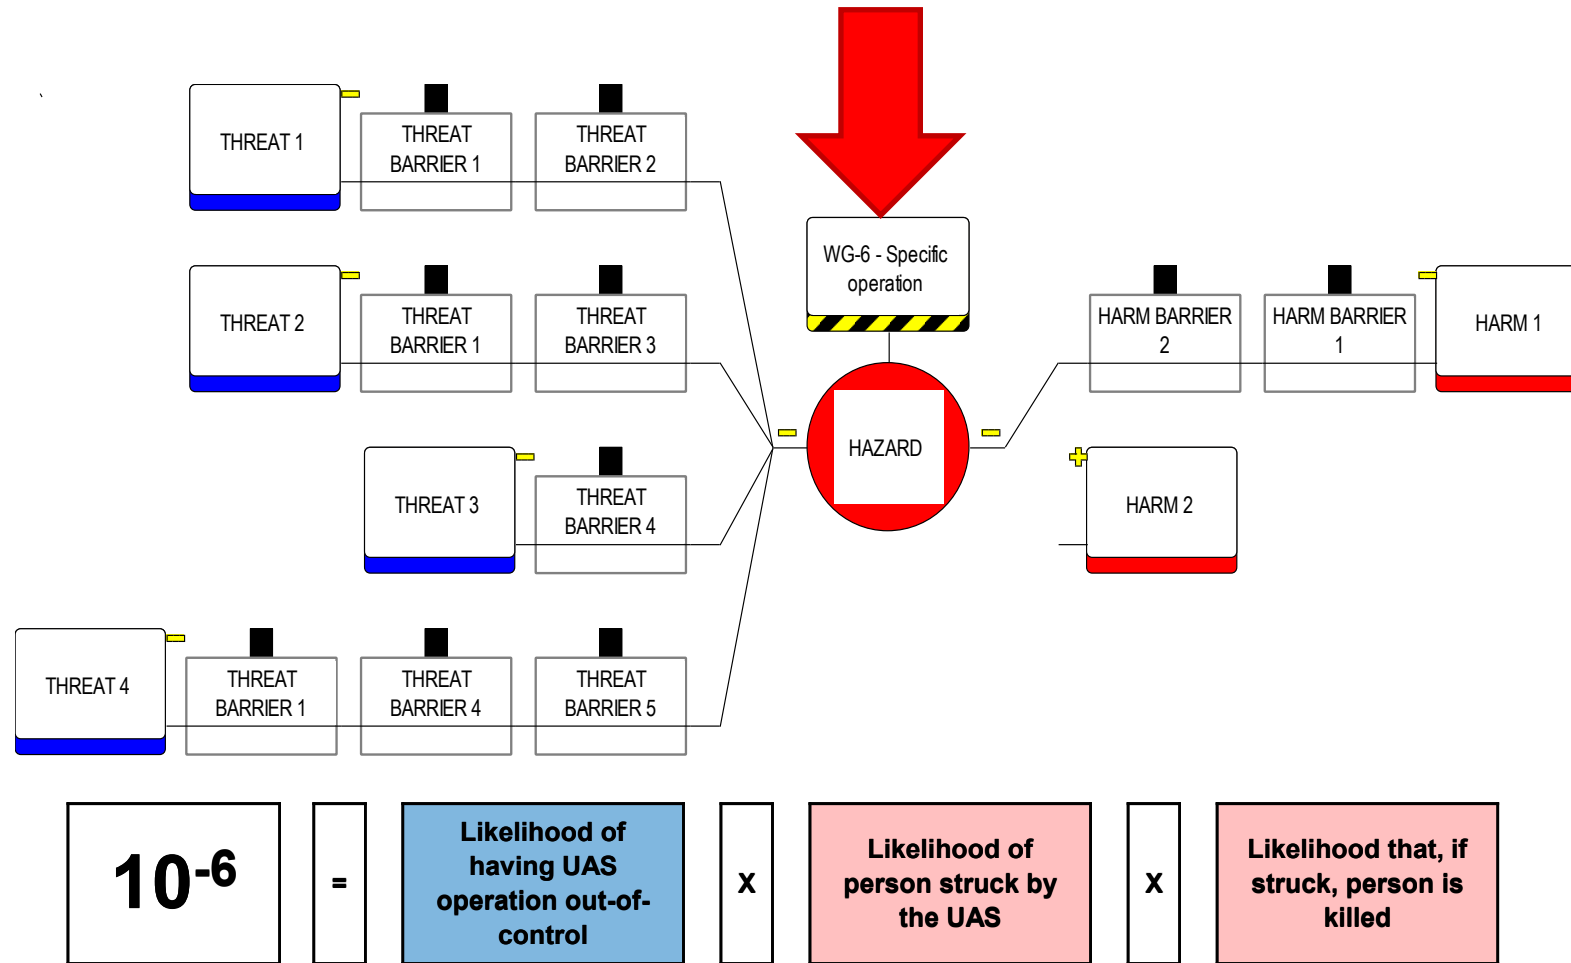 THREAT 1
THREAT
BARRIER 1
THREAT
BARRIER 2
WG-6 - Specific
operation
THREAT 2
THREAT
BARRIER 1
THREAT
BARRIER 3
HARM BARRIER
2
HARM BARRIER
1
HARM 1
HAZARD
THREAT 3
THREAT
BARRIER 4
HARM 2
THREAT 4
THREAT
BARRIER 1
THREAT
BARRIER 4
THREAT
BARRIER 5
10-6
=
Likelihood of
having UAS
operation out-of-
control
X
Likelihood of
person struck by
the UAS
X
Likelihood that, if
struck, person is
killed